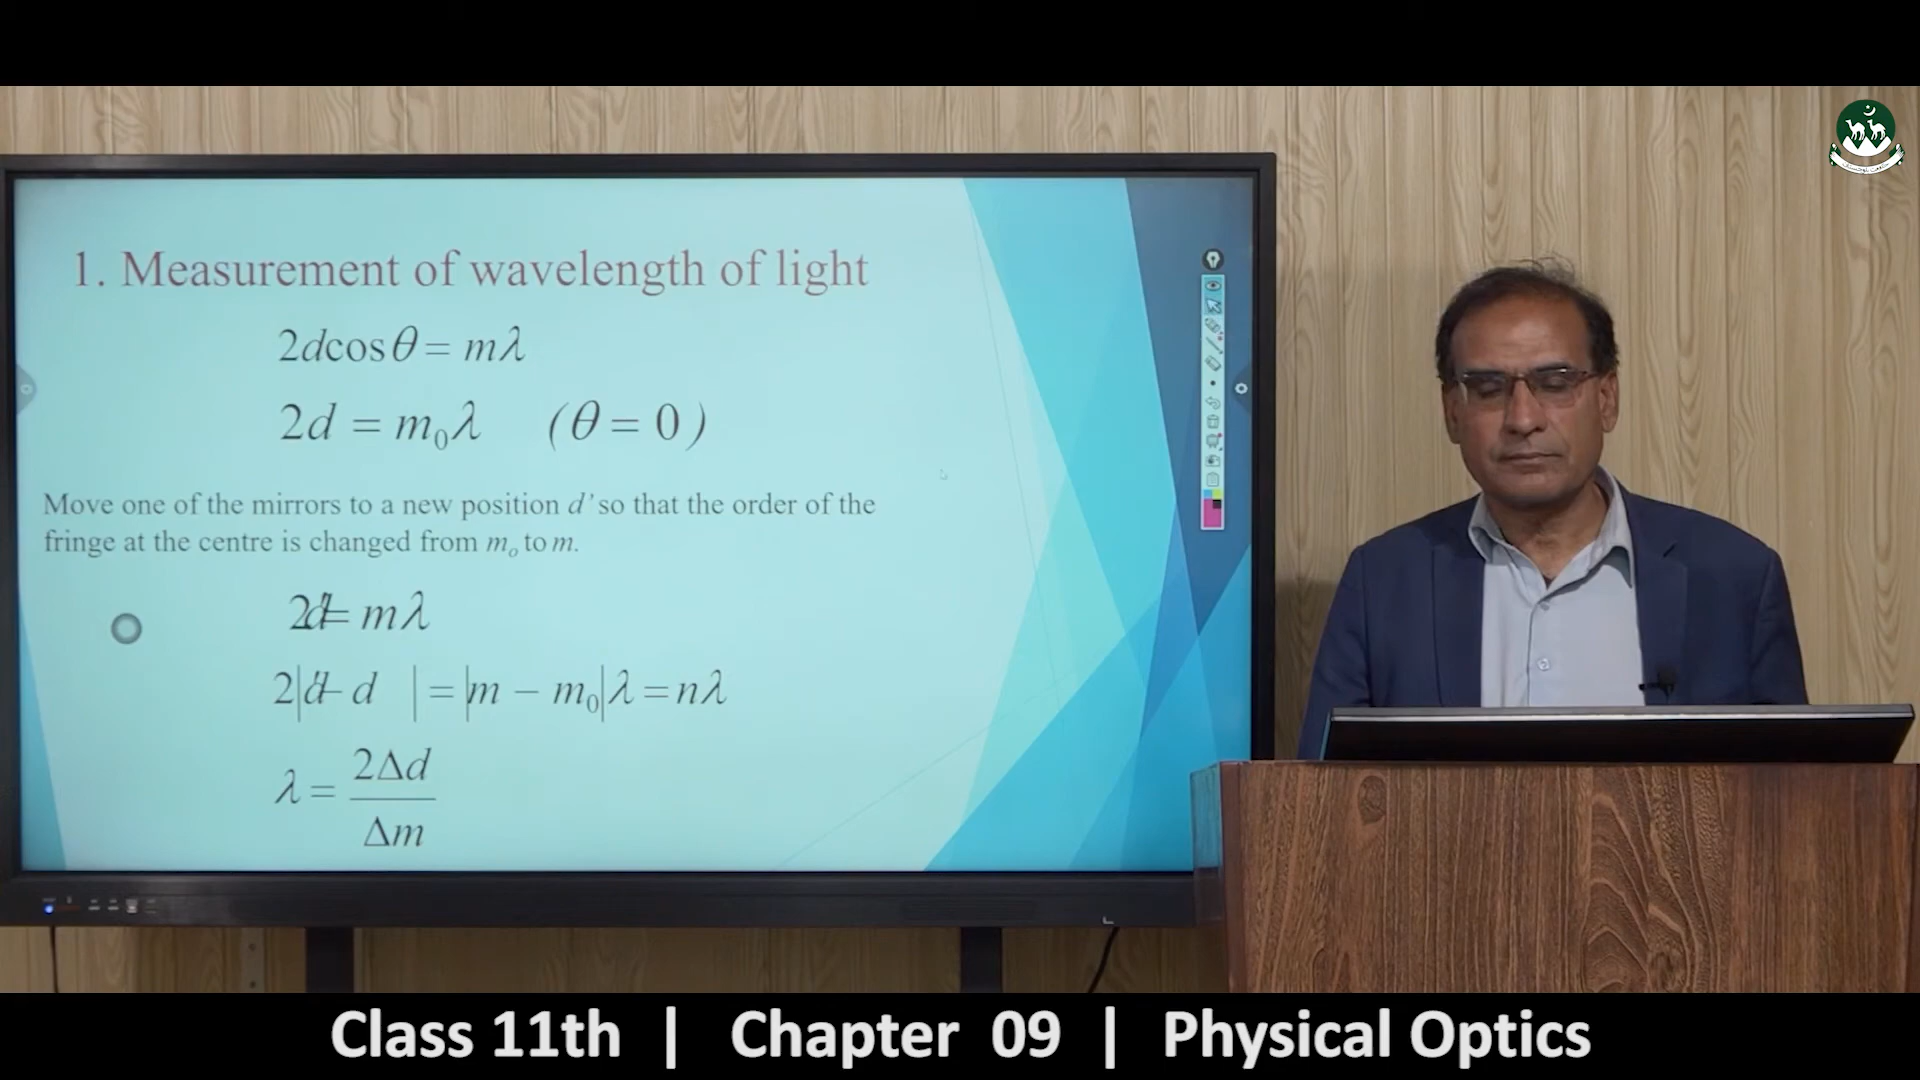 1. Measurement of wavelength of light
2dcosθ = mλ
2d = m₀λ (θ = 0)
Move one of the mirrors to a new position d' so that the order of the
fringe at the centre is changed from mₒ to m.
2d'= mλ
2|d'- d | = |m − m₀|λ = nλ
λ = 2Δd / Δm
Class 11th | Chapter 09 | Physical Optics